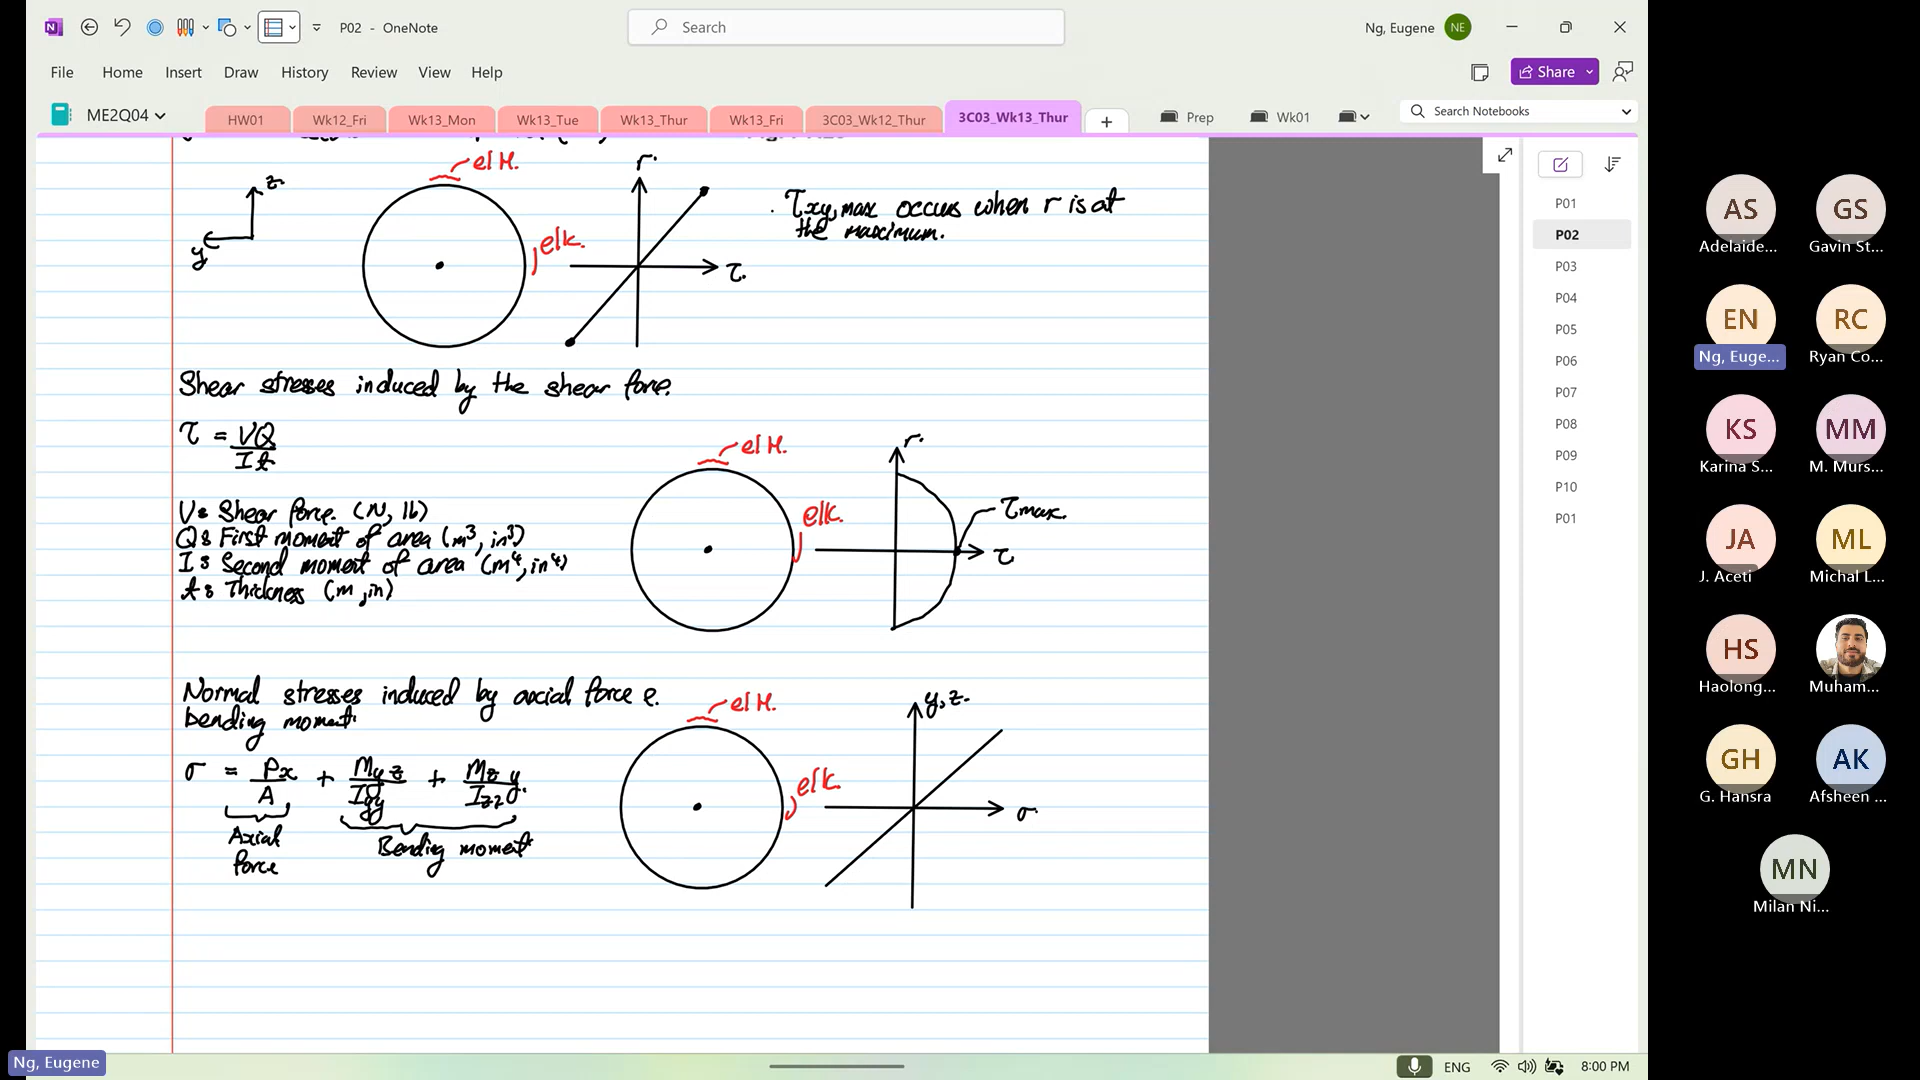 P02 - OneNote
Search
Ng, Eugene
NE
File Home Insert Draw History Review View Help
Share
ME2Q04
HW01
Wk12_Fri
Wk13_Mon
Wk13_Tue
Wk13_Thur
Wk13_Fri
3C03_Wk12_Thur
3C03_Wk13_Thur
+
Prep
Wk01
Search Notebooks
el H.
r.
z.
y
elk.
τ.
· τxy,max occurs when r is at
the maximum.
Shear stresses induced by the shear force.
τ = VQ
It
el H.
r.
elk.
τmax.
τ
V: Shear force. (N, lb)
Q: First moment of area (m³, in³)
I: Second moment of area (m⁴, in⁴)
t: Thickness (m, in)
Normal stresses induced by axial force e.
bending moment.
el H.
y, z.
elk.
σ.
σ = Px/A + My z/Iyy + Mz y/Izz.
Axial
force
Bending moment
P01
P02
P03
P04
P05
P06
P07
P08
P09
P10
P01
AS
Adelaide...
GS
Gavin St...
EN
Ng, Euge...
RC
Ryan Co...
KS
Karina S...
MM
M. Murs...
JA
J. Aceti
ML
Michal L...
HS
Haolong...
Muham...
GH
G. Hansra
AK
Afsheen ...
MN
Milan Ni...
Ng, Eugene
ENG
8:00 PM